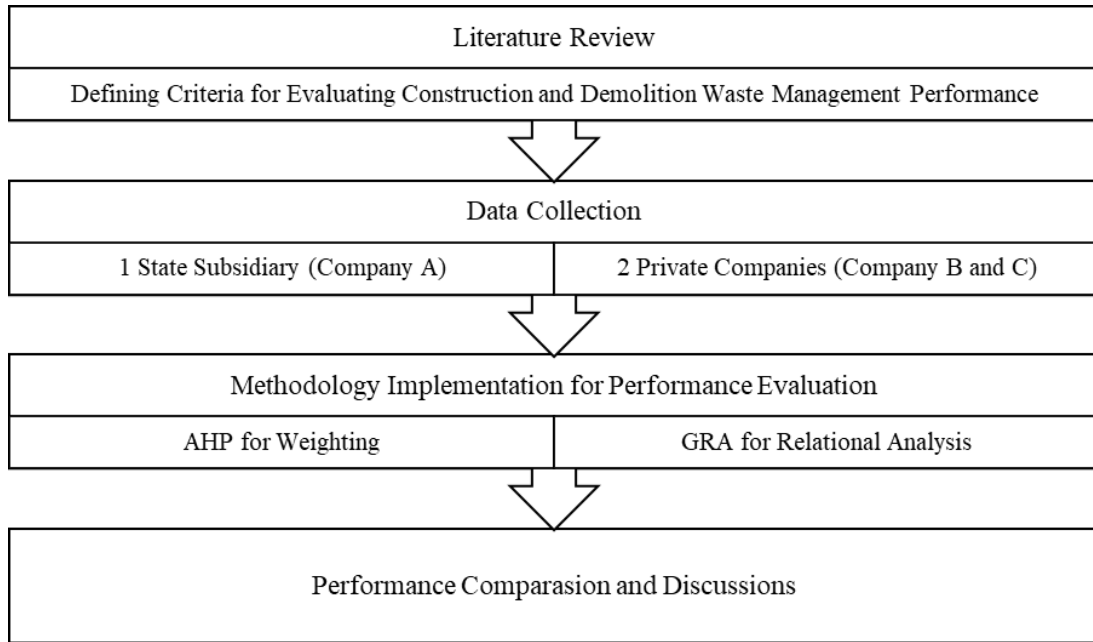 Literature Review
Defining Criteria for Evaluating Construction and Demolition Waste Management Performance
Data Collection
1 State Subsidiary (Company A)
2 Private Companies (Company B and C)
Methodology Implementation for Performance Evaluation
AHP for Weighting
GRA for Relational Analysis
Performance Comparasion and Discussions